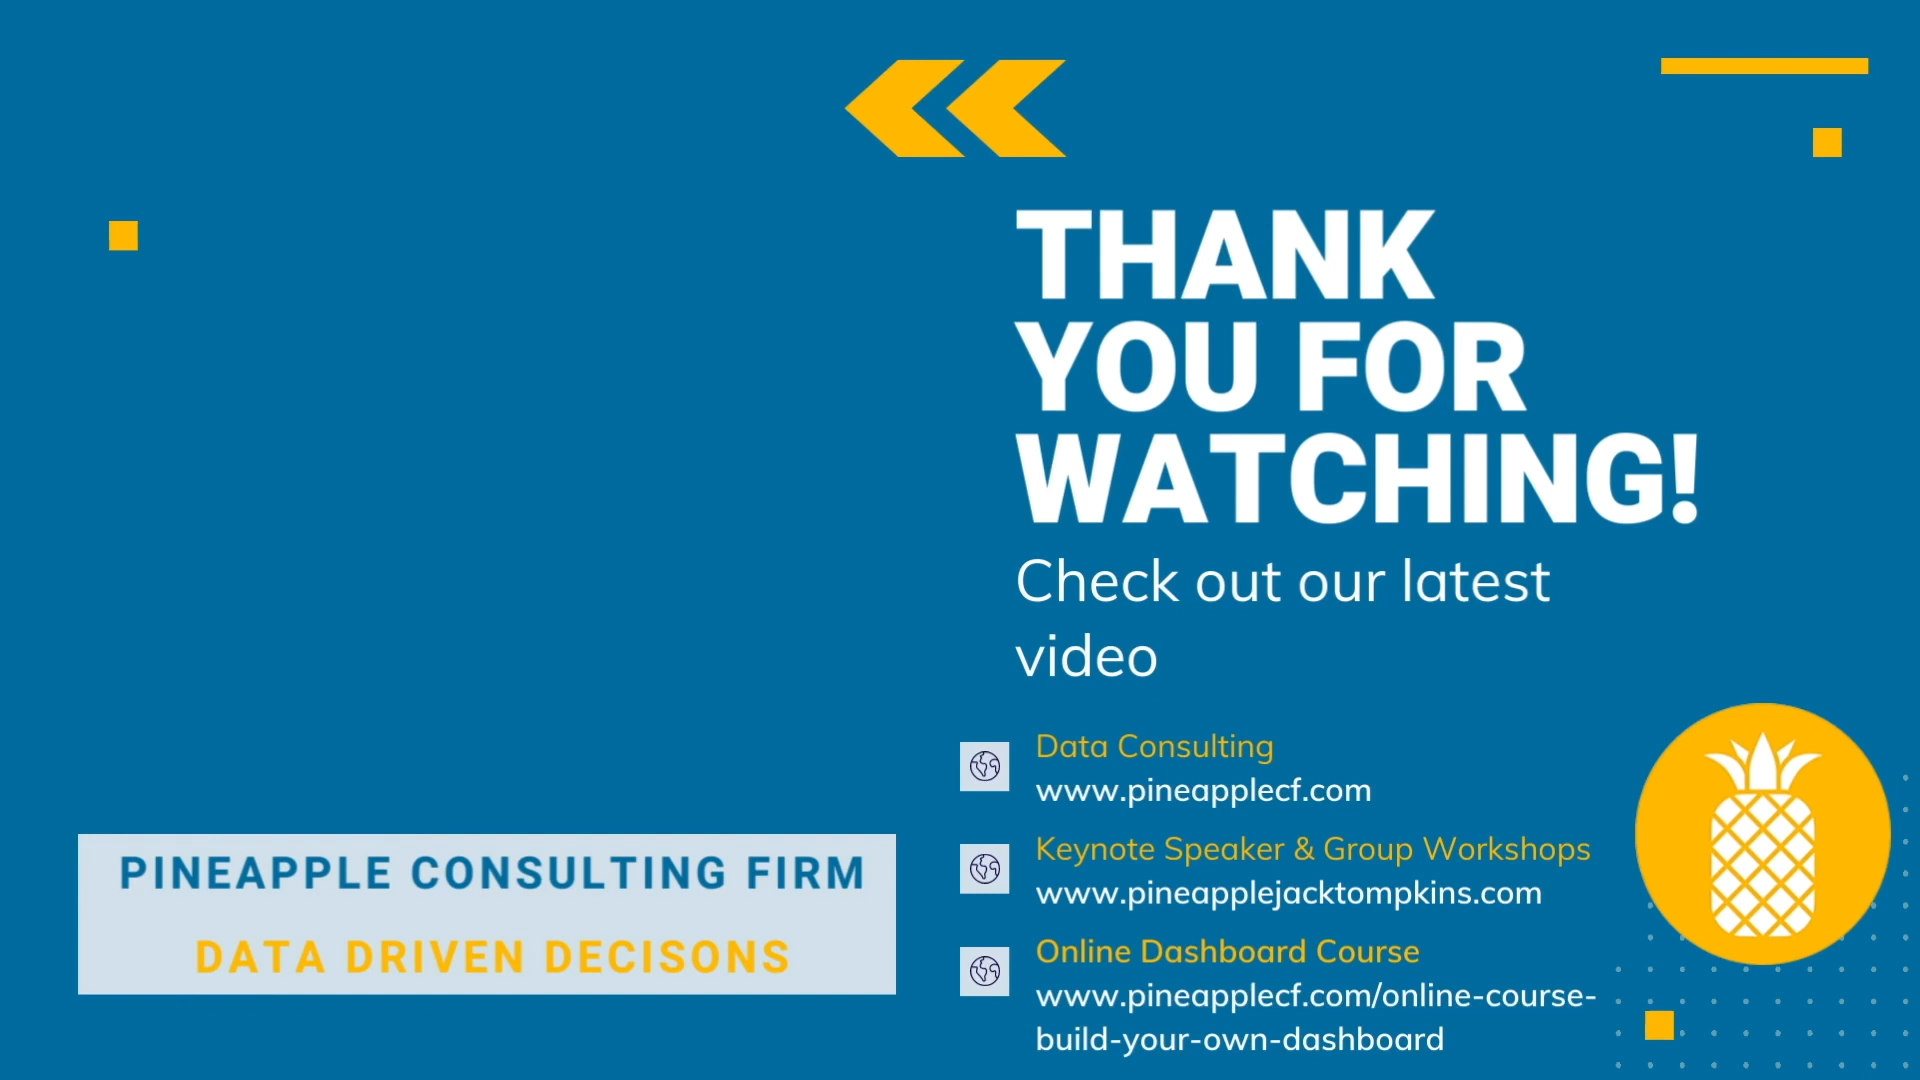 THANK
YOU FOR
WATCHING!
Check out our latest
video
Data Consulting
www.pineapplecf.com
Keynote Speaker & Group Workshops
www.pineapplejacktompkins.com
Online Dashboard Course
www.pineapplecf.com/online-course-
build-your-own-dashboard
PINEAPPLE CONSULTING FIRM
DATA DRIVEN DECISONS